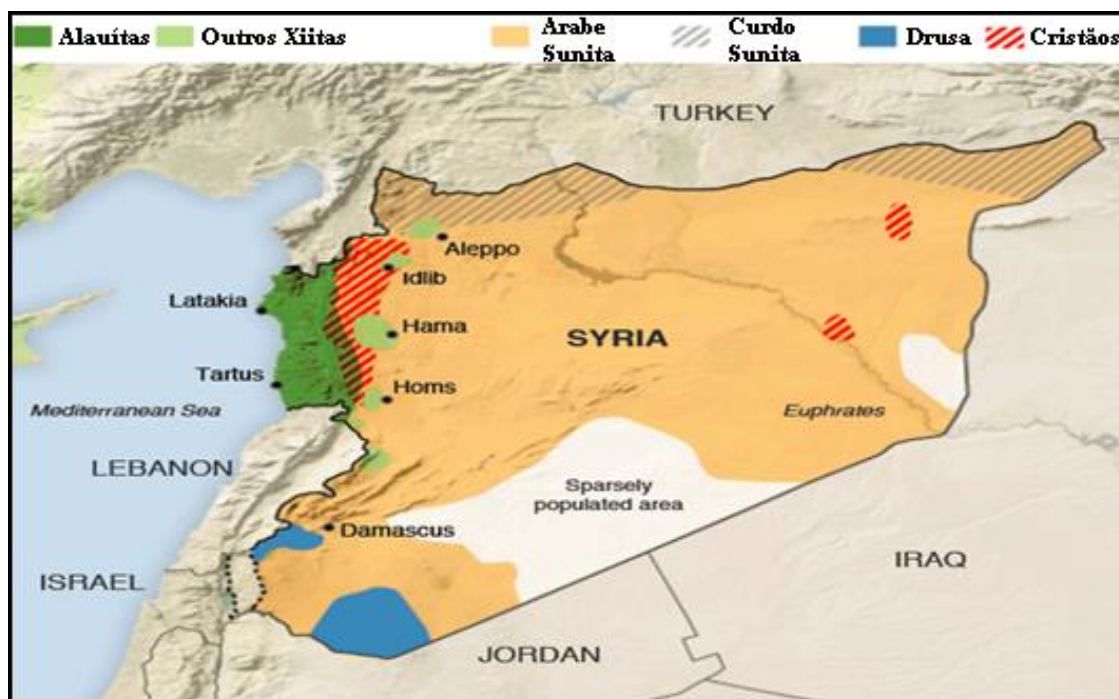 Alauítas
Outros Xiitas
Arabe
Sunita
Curdo
Sunita
Drusa
Cristãos
TURKEY
Aleppo
Idlib
Latakia
Hama
SYRIA
Tartus
Homs
Mediterranean Sea
Euphrates
LEBANON
Sparsely
populated area
Damascus
IRAQ
ISRAEL
JORDAN